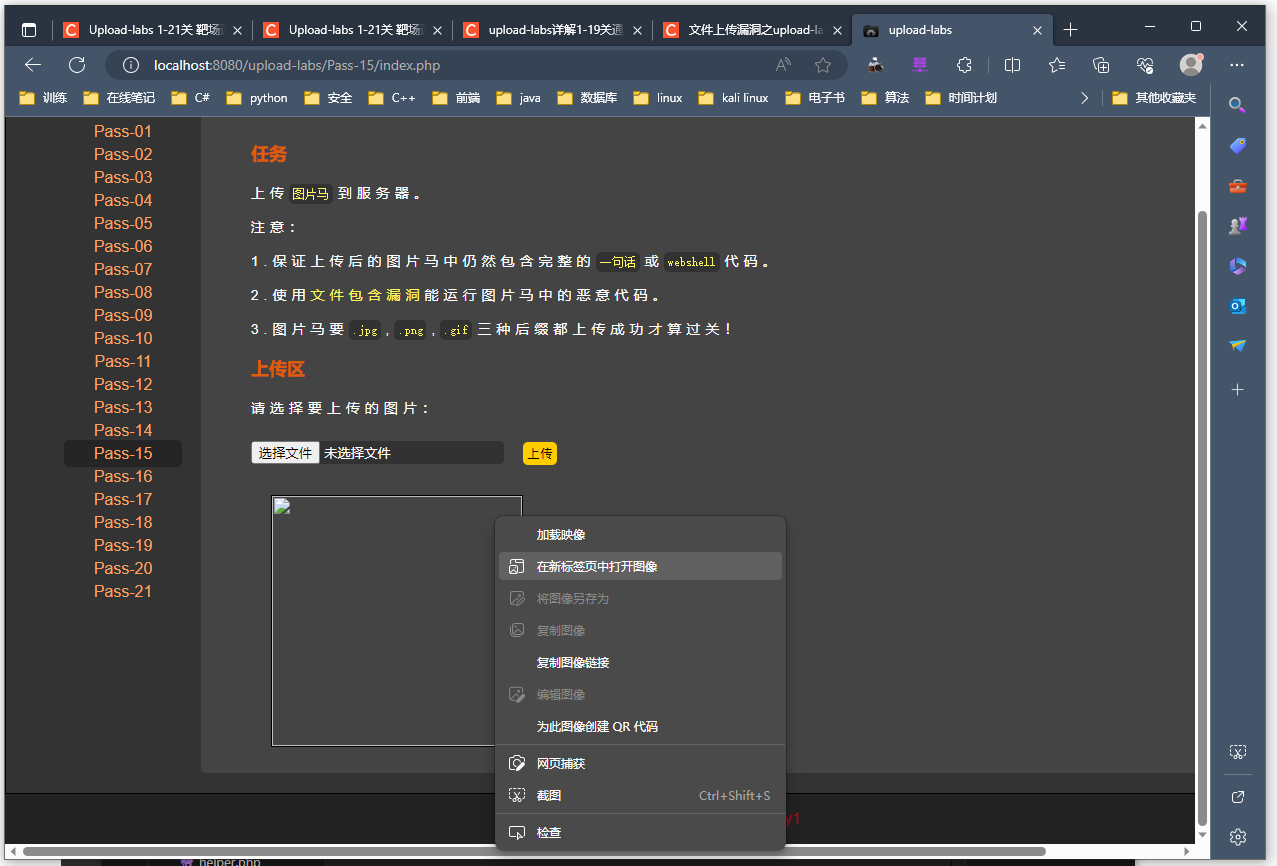 Upload-labs 1-21关 靶场
Upload-labs 1-21关 靶场
upload-labs详解1-19关通
文件上传漏洞之upload-la
upload-labs
localhost:8080/upload-labs/Pass-15/index.php
训练 在线笔记 C# python 安全 C++ 前端 java 数据库 linux kali linux 电子书 算法 时间计划 其他收藏夹
Pass-01
Pass-02
Pass-03
Pass-04
Pass-05
Pass-06
Pass-07
Pass-08
Pass-09
Pass-10
Pass-11
Pass-12
Pass-13
Pass-14
Pass-15
Pass-16
Pass-17
Pass-18
Pass-19
Pass-20
Pass-21
任务
上传 图片马 到服务器。
注意：
1.保证上传后的图片马中仍然包含完整的 一句话 或 webshell 代码。
2.使用文件包含漏洞能运行图片马中的恶意代码。
3.图片马要 .jpg , .png , .gif 三种后缀都上传成功才算过关！
上传区
请选择要上传的图片：
选择文件 未选择文件 上传
加载映像
在新标签页中打开图像
将图像另存为
复制图像
复制图像链接
编辑图像
为此图像创建 QR 代码
网页捕获
截图 Ctrl+Shift+S
检查
y1
helper.php